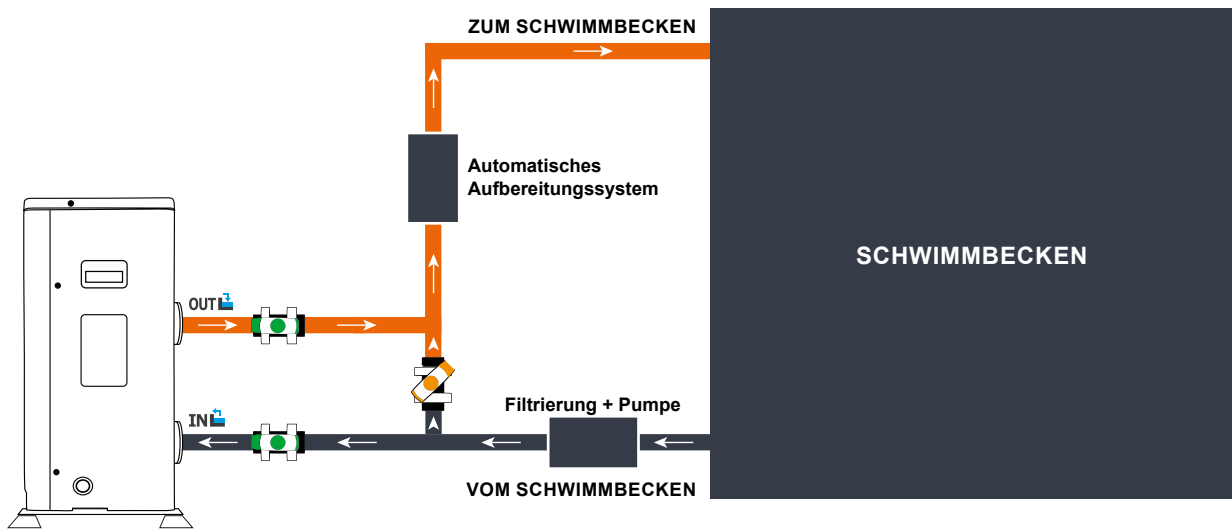 ZUM SCHWIMMBECKEN
Automatisches
Aufbereitungssystem
SCHWIMMBECKEN
OUT
IN
Filtrierung + Pumpe
VOM SCHWIMMBECKEN